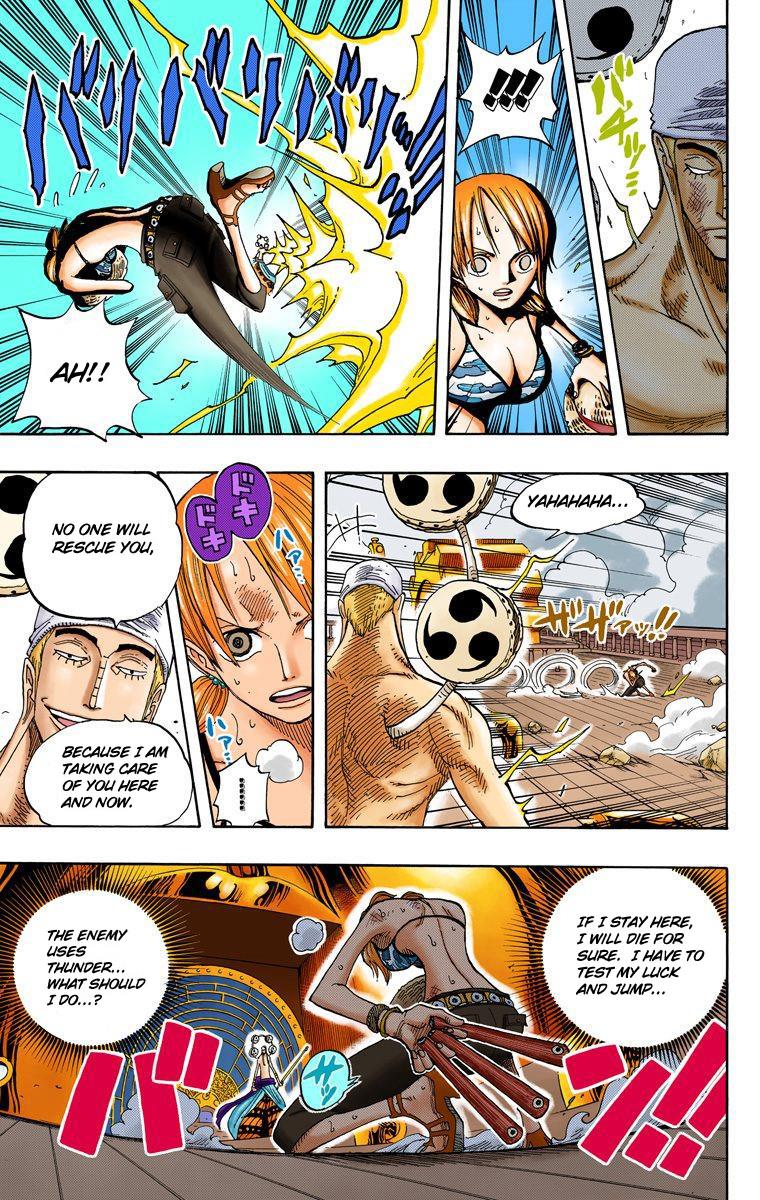 バチッ
!!!
バリバリバリ!!
AH!!
YAHAHAHA...
ザザァッ!!
ドキ
ドキ
ハァ...
ハァ...
NO ONE WILL
RESCUE YOU,
BECAUSE I AM
TAKING CARE
OF YOU HERE
AND NOW.
IF I STAY HERE,
I WILL DIE FOR
SURE. I HAVE TO
TEST MY LUCK
AND JUMP...
THE ENEMY
USES
THUNDER...
WHAT SHOULD
I DO...?
ザッ
バン!!